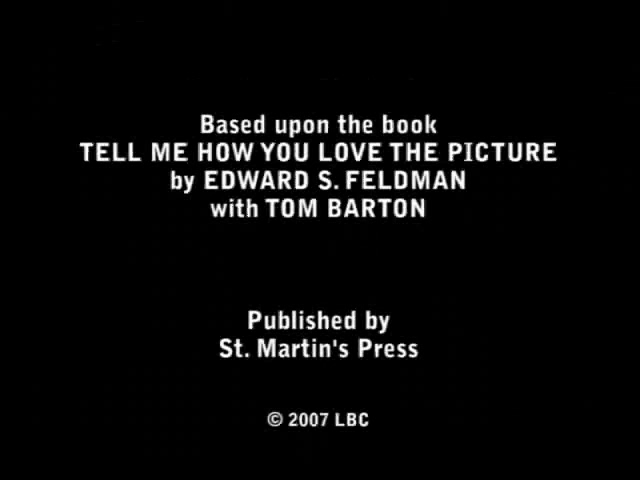 Based upon the book
TELL ME HOW YOU LOVE THE PICTURE
by EDWARD S. FELDMAN
with TOM BARTON
Published by
St. Martin's Press
© 2007 LBC